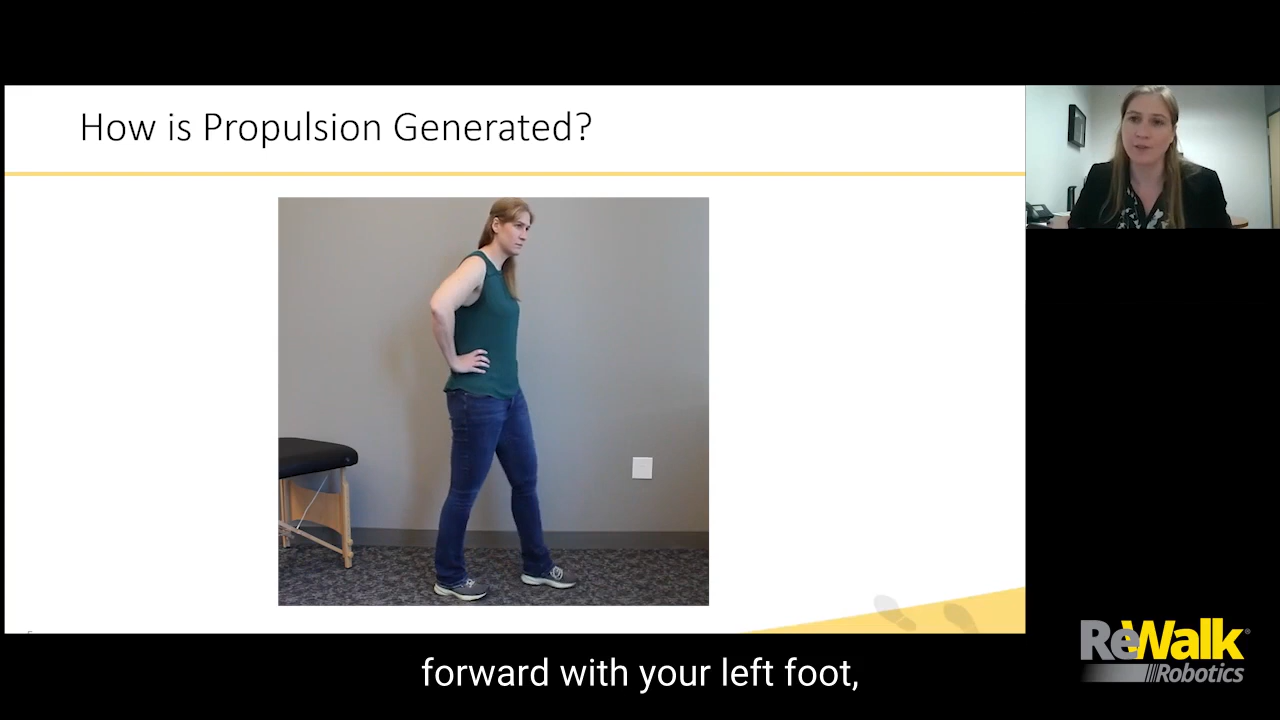 How is Propulsion Generated?
ReWalk
Robotics
forward with your left foot,